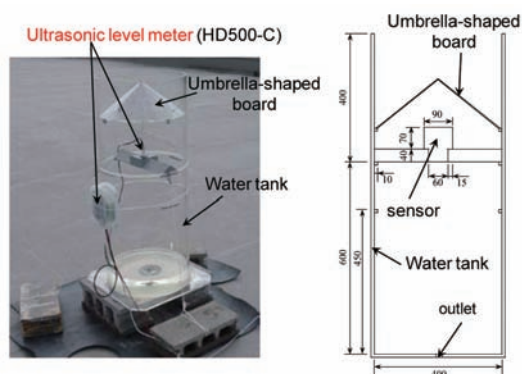 Ultrasonic level meter (HD500-C)
Umbrella-shaped
board
Water tank
Umbrella-shaped
board
400
90
70
40
10
60
15
sensor
600
450
Water tank
outlet
400